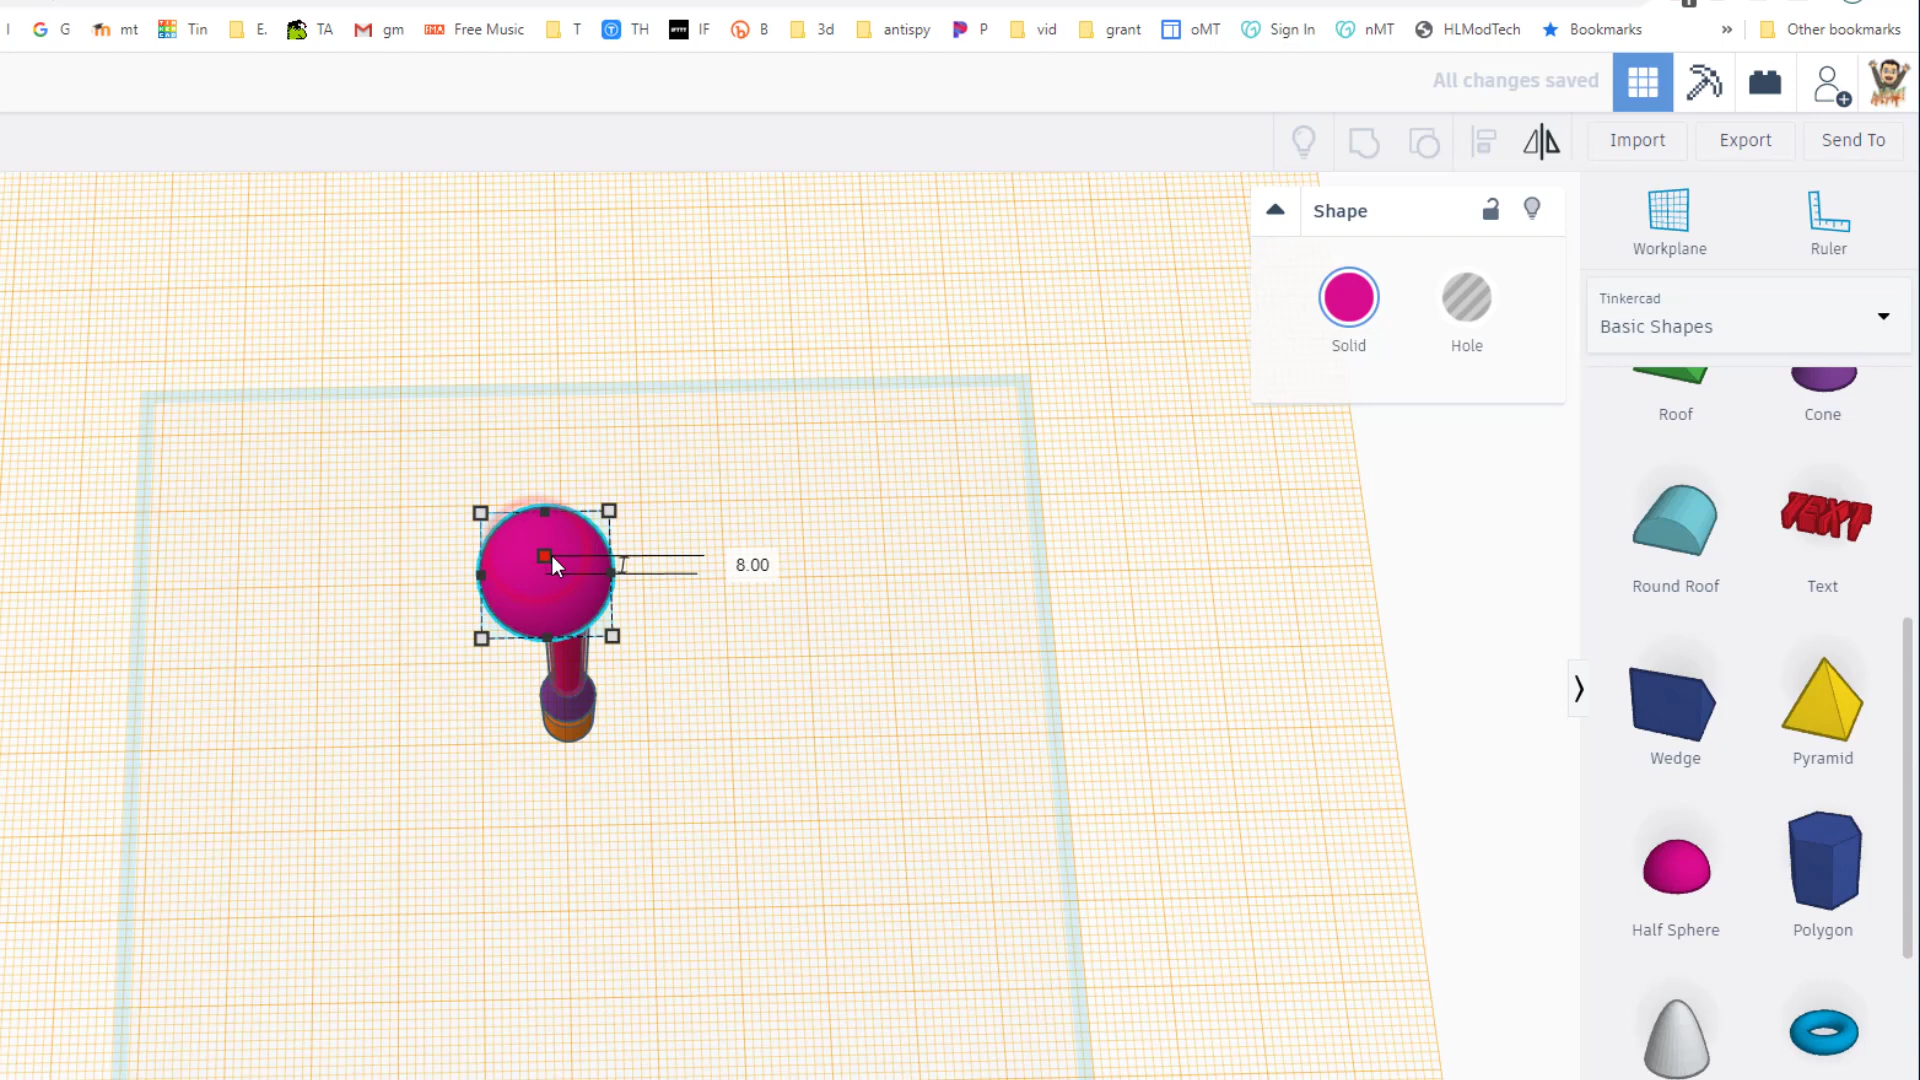 G mt Tin E. TA gm Free Music T TH IF B 3d antispy P vid grant oMT Sign In nMT HLModTech Bookmarks » Other bookmarks
All changes saved
Import Export Send To
Shape
Solid Hole
8.00
Workplane Ruler
Tinkercad
Basic Shapes
Roof Cone
TEXT
Round Roof Text
Wedge Pyramid
Half Sphere Polygon